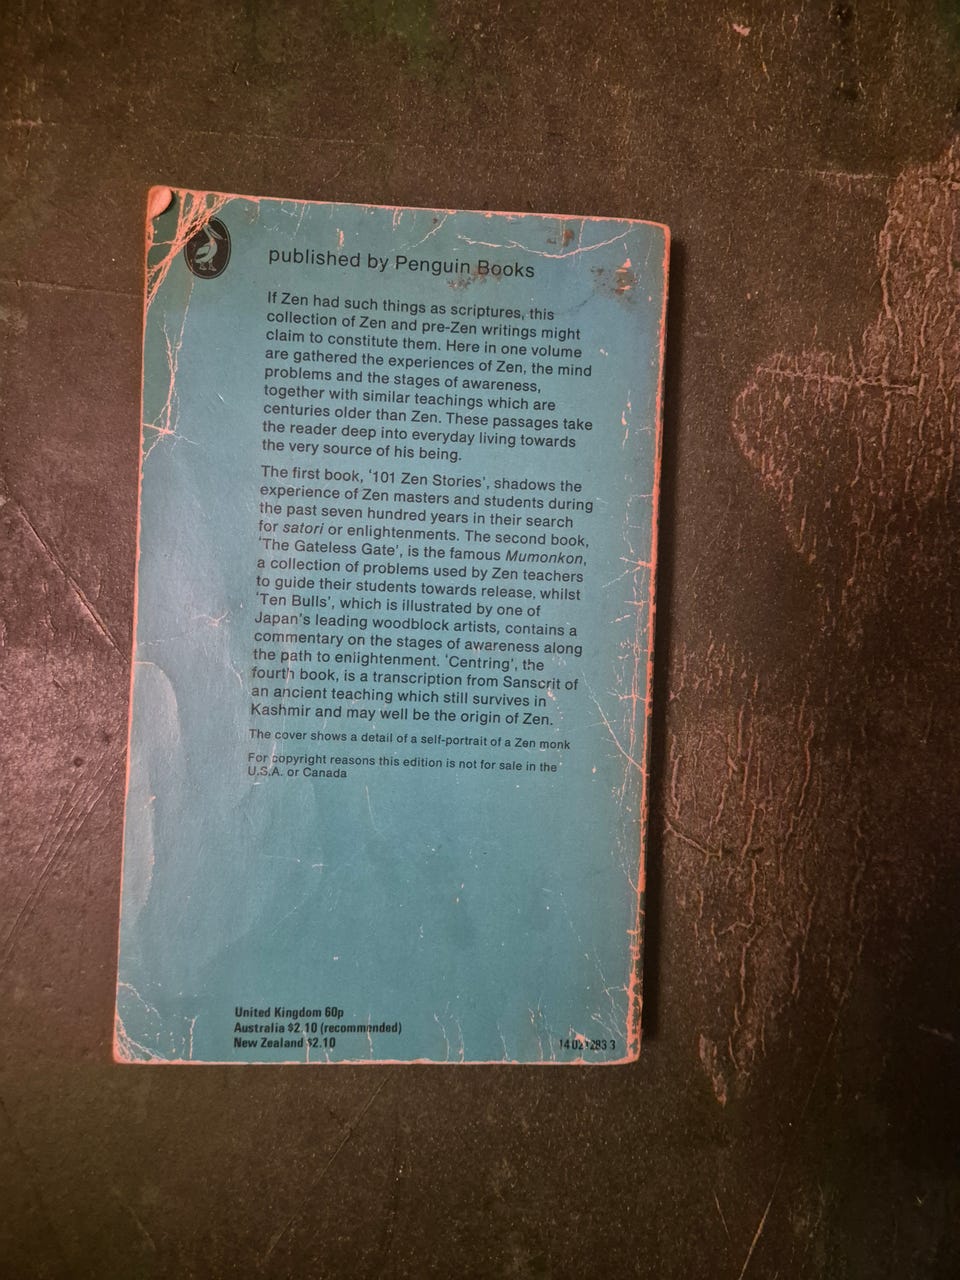 published by Penguin Books
If Zen had such things as scriptures, this
collection of Zen and pre-Zen writings might
claim to constitute them. Here in one volume
are gathered the experiences of Zen, the mind
problems and the stages of awareness,
together with similar teachings which are
centuries older than Zen. These passages take
the reader deep into everyday living towards
the very source of his being.
The first book, ‘101 Zen Stories’, shadows the
experience of Zen masters and students during
the past seven hundred years in their search
for satori or enlightenments. The second book,
‘The Gateless Gate’, is the famous Mumonkon,
a collection of problems used by Zen teachers
to guide their students towards release, whilst
‘Ten Bulls’, which is illustrated by one of
Japan's leading woodblock artists, contains a
commentary on the stages of awareness along
the path to enlightenment. ‘Centring’, the
fourth book, is a transcription from Sanscrit of
an ancient teaching which still survives in
Kashmir and may well be the origin of Zen.
The cover shows a detail of a self-portrait of a Zen monk
For copyright reasons this edition is not for sale in the
U.S.A. or Canada
United Kingdom 60p
Australia $2.10 (recommended)
New Zealand $2.10
14 021283 3